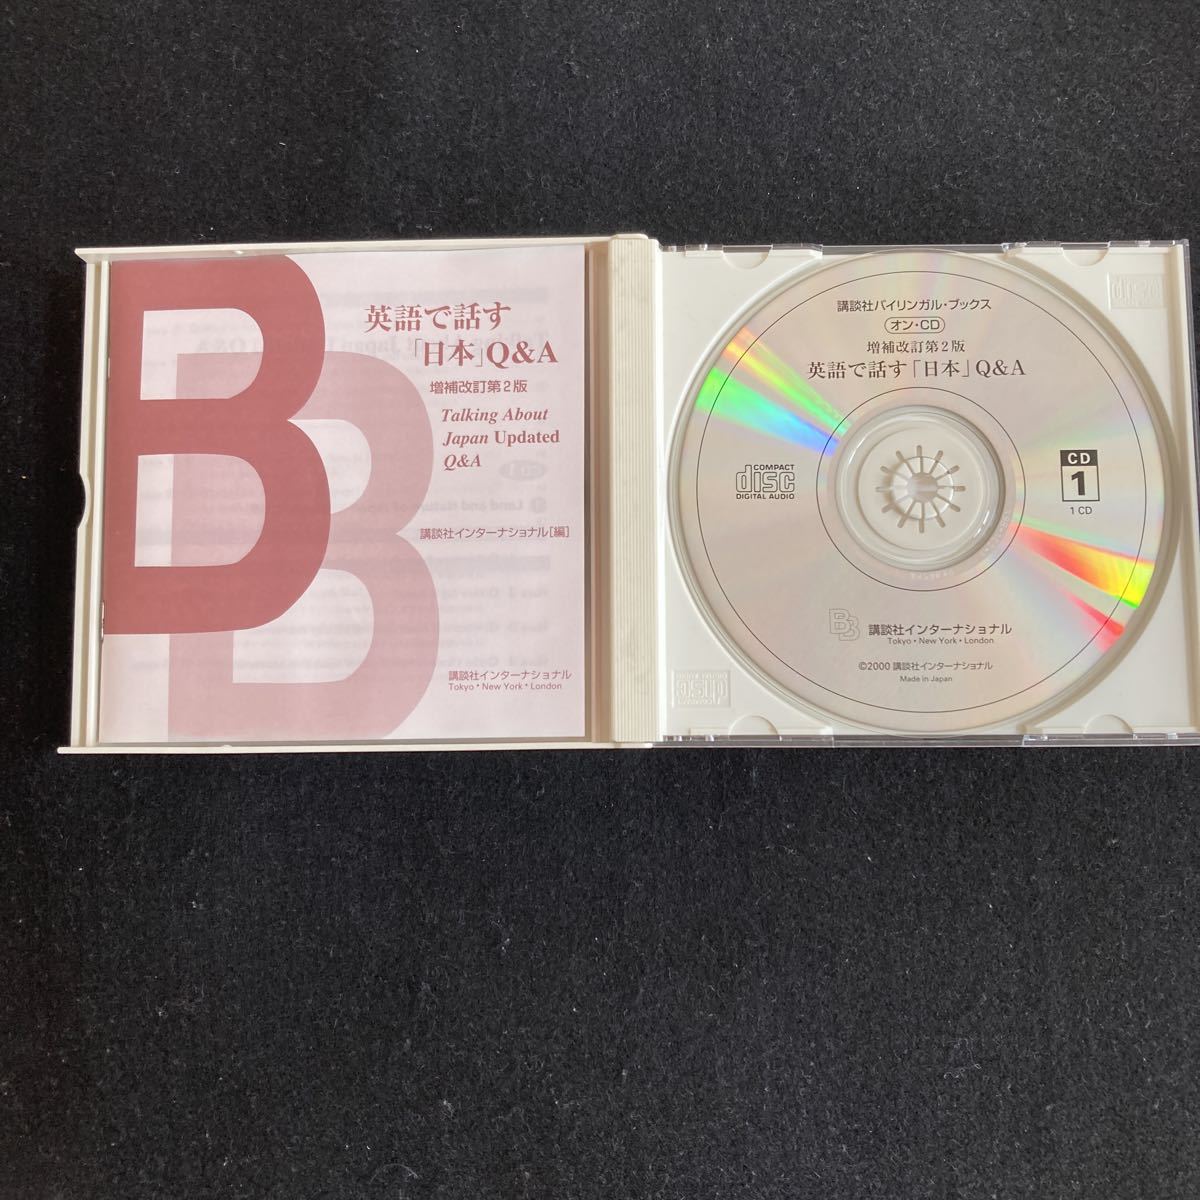 英語で話す
「日本」Q&A
増補改訂第2版
Talking About
Japan Updated
Q&A
講談社インターナショナル[編]
講談社インターナショナル
Tokyo・New York・London
講談社バイリンガル・ブックス
オン・CD
増補改訂第2版
英語で話す「日本」Q&A
COMPACT
disc
DIGITAL AUDIO
CD
1
1 CD
講談社インターナショナル
Tokyo・New York・London
©2000 講談社インターナショナル
Made in Japan